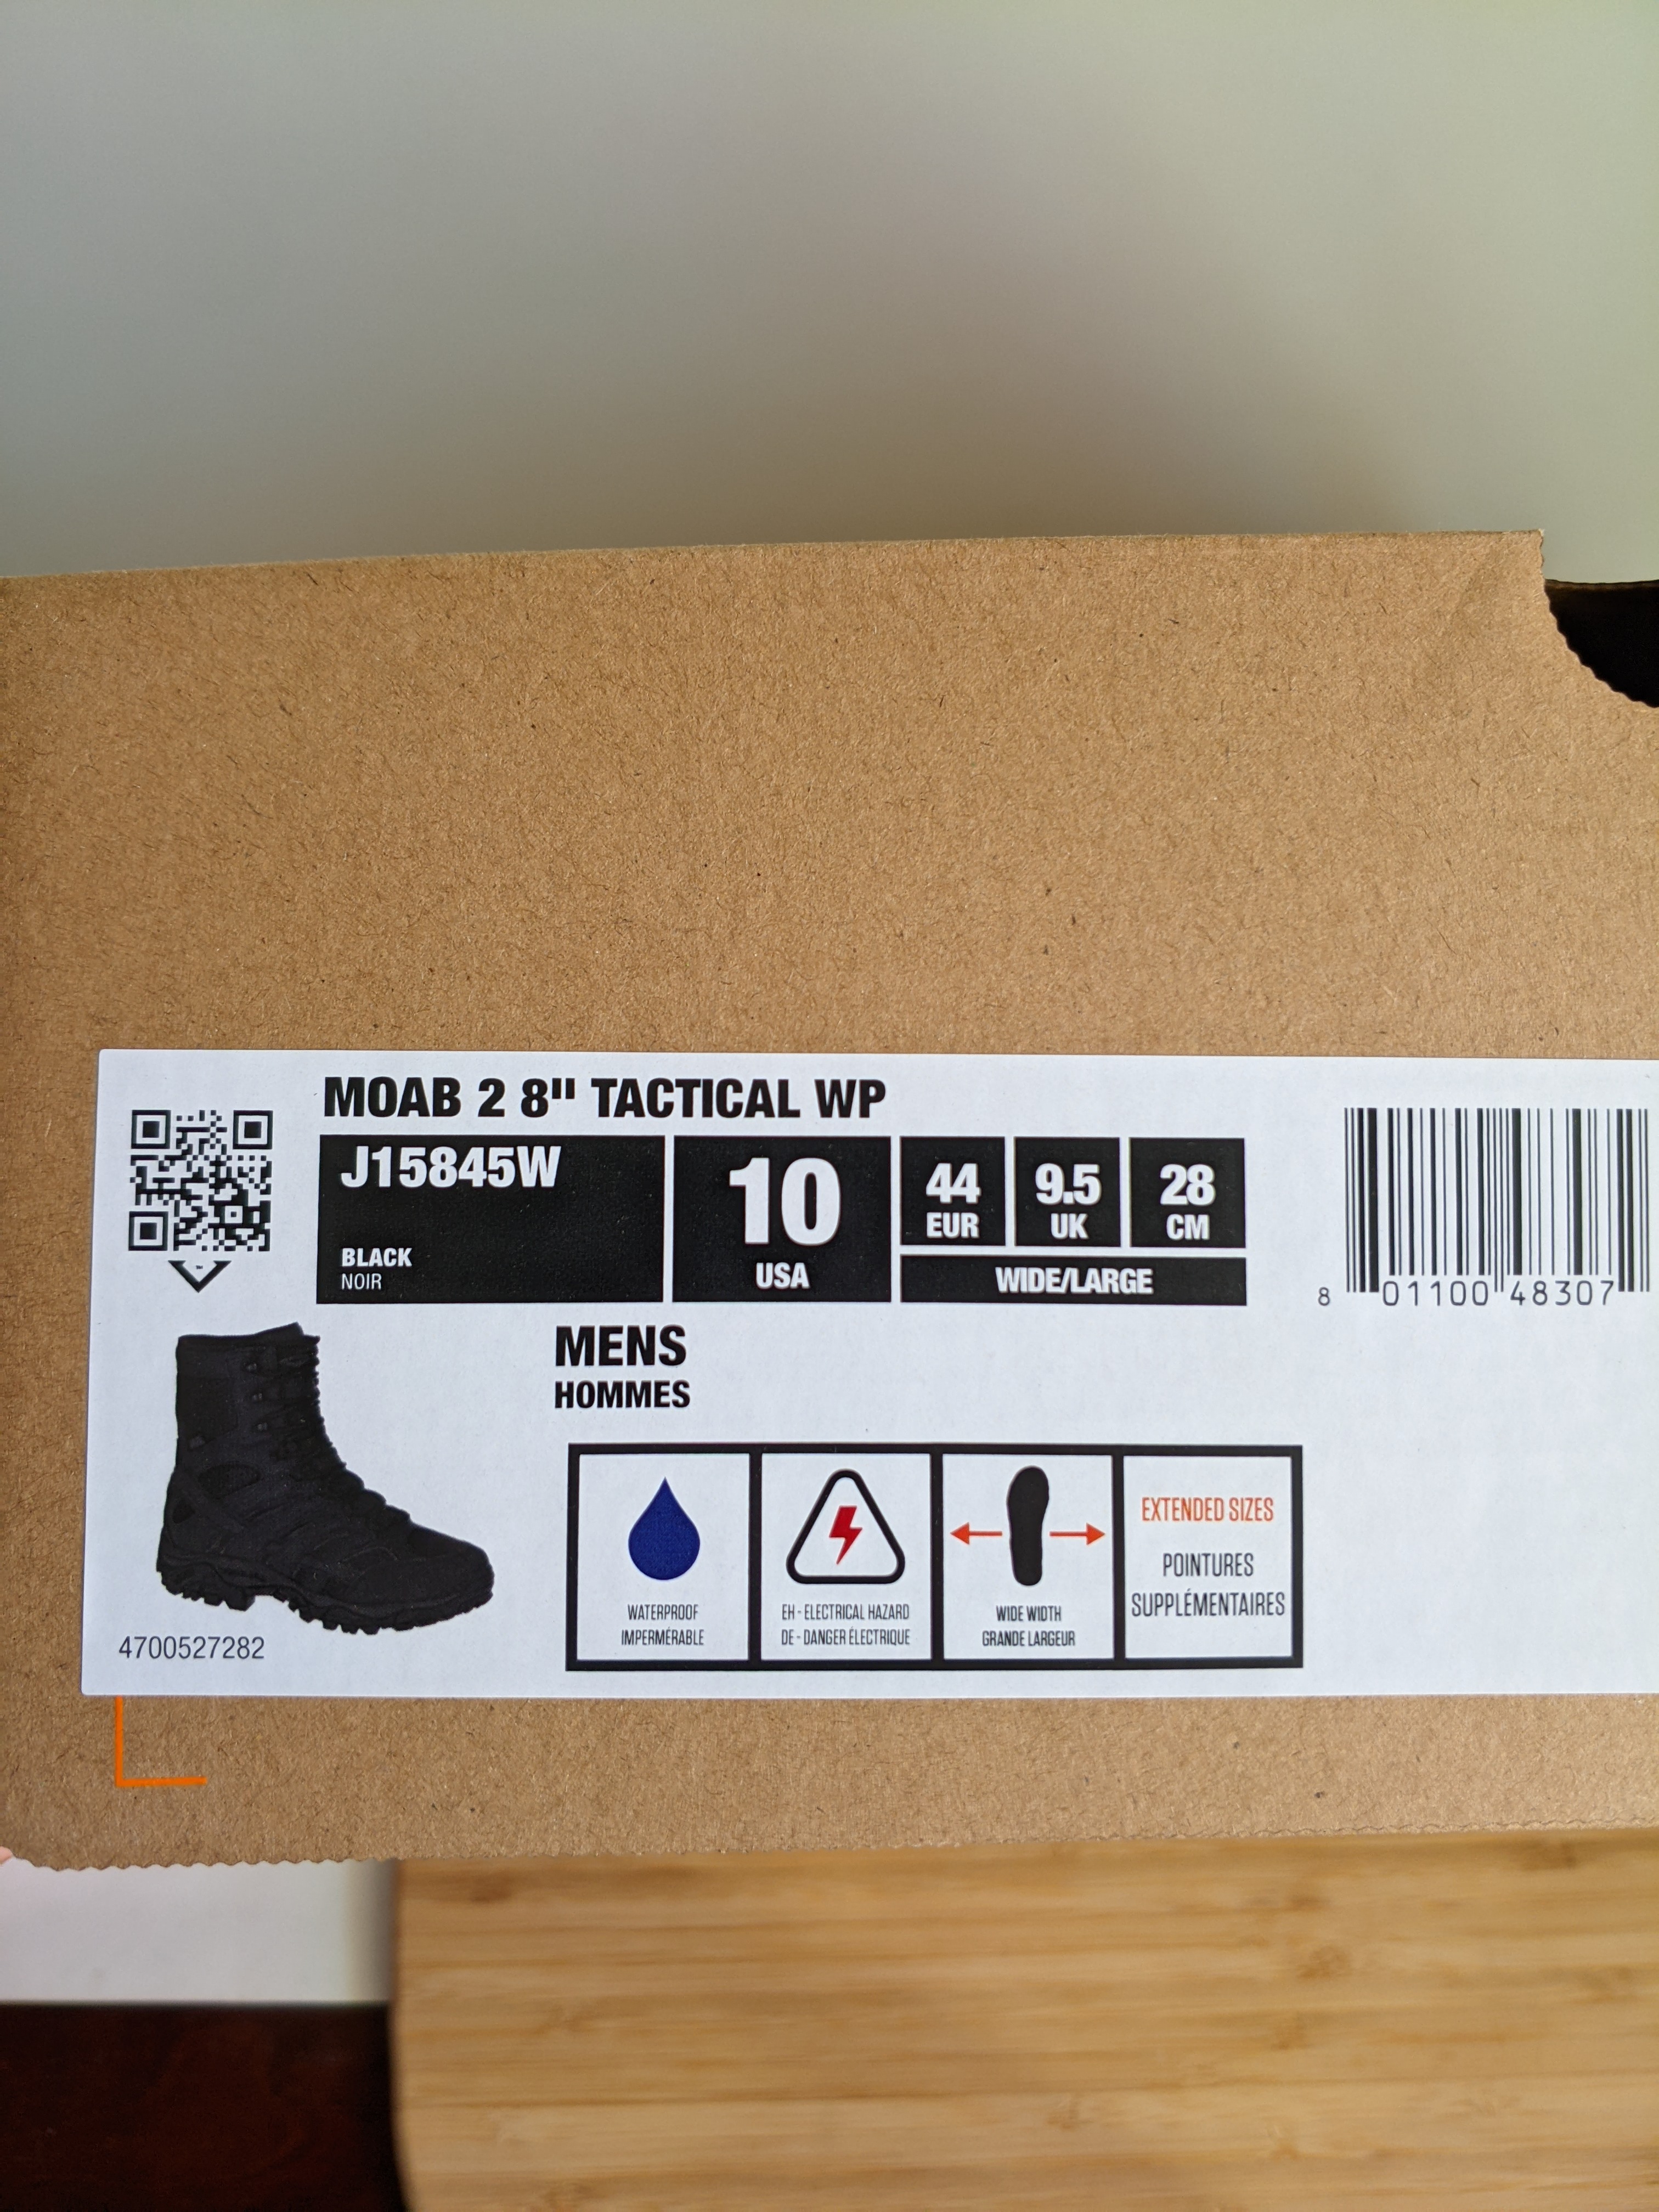 MOAB 2 8" TACTICAL WP
J15845W
BLACK
NOIR
10
USA
44
EUR
9.5
UK
28
CM
WIDE/LARGE
8 01100 48307
MENS
HOMMES
WATERPROOF
IMPERMÉRABLE
EH - ELECTRICAL HAZARD
DE - DANGER ÉLECTRIQUE
WIDE WIDTH
GRANDE LARGEUR
EXTENDED SIZES
POINTURES
SUPPLÉMENTAIRES
4700527282